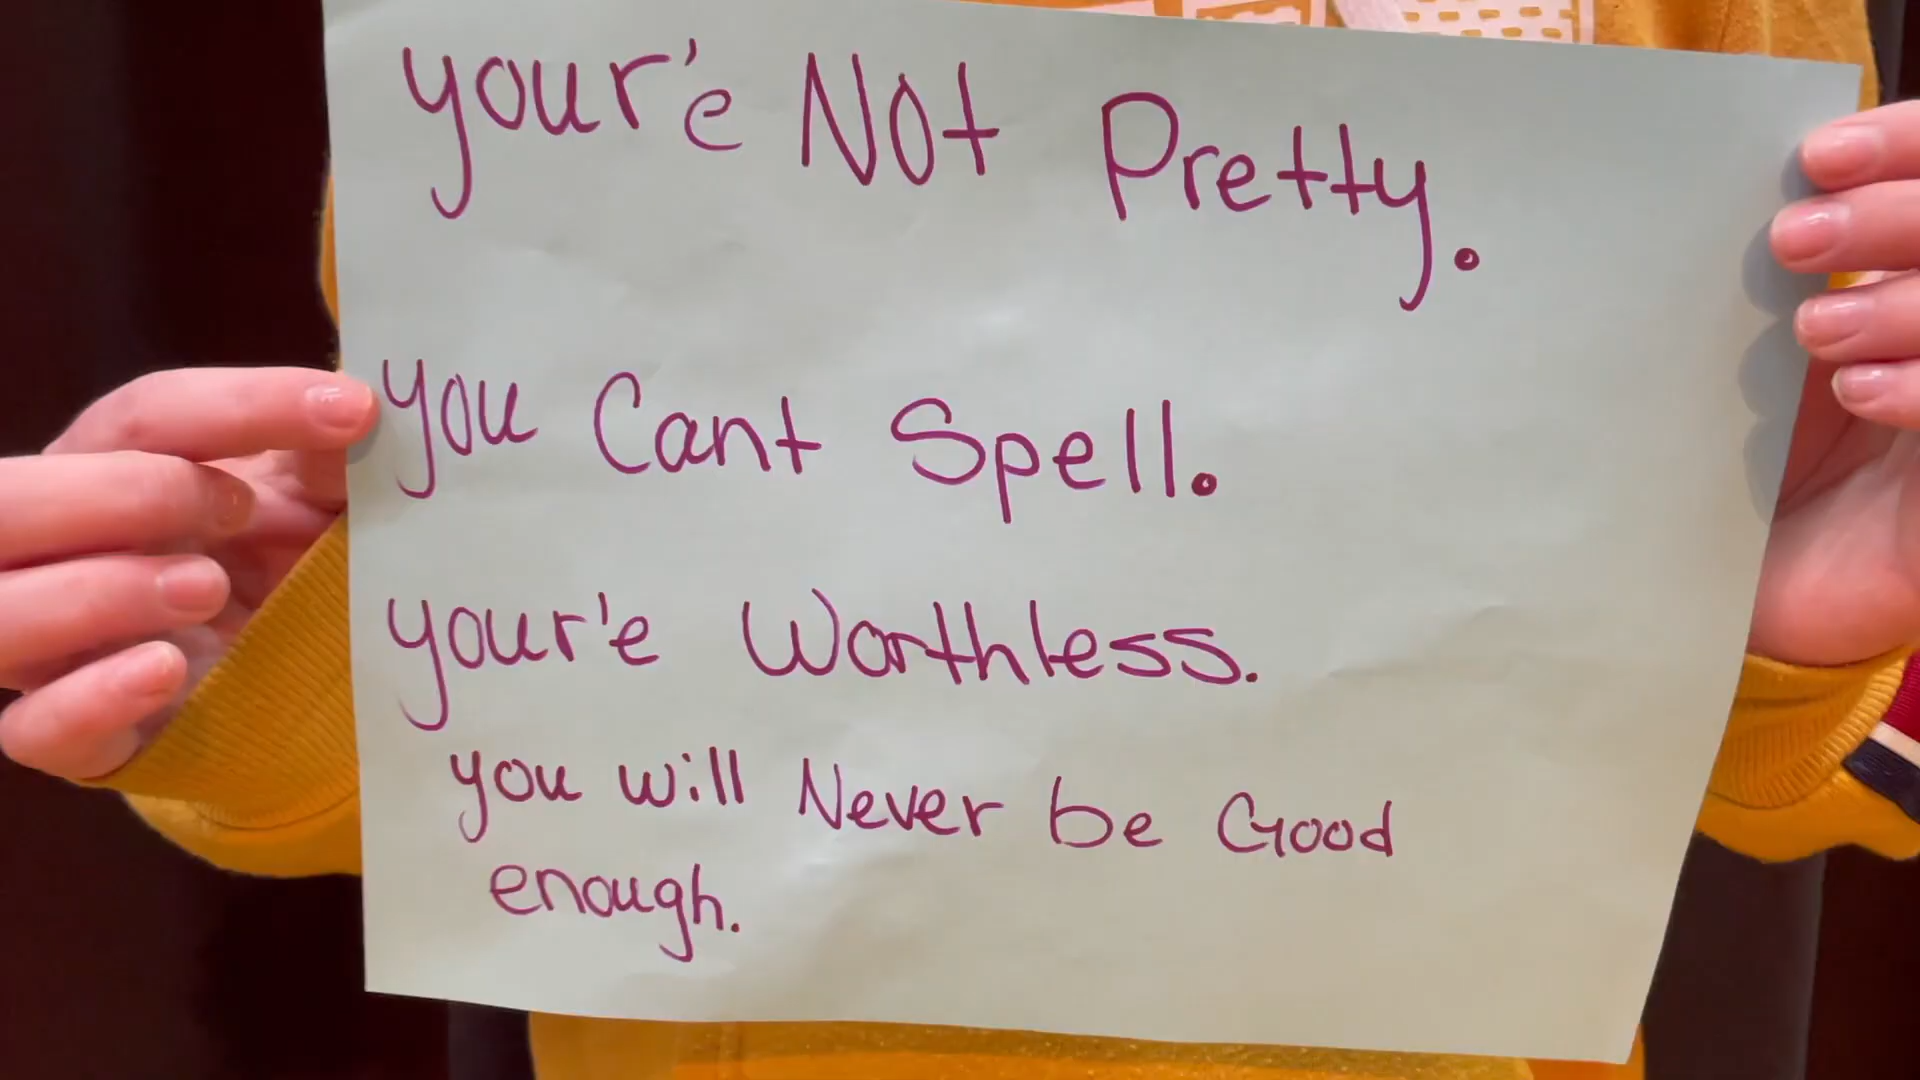 your'e Not Pretty.
you Cant Spell.
your'e Worthless.
you will Never be Good
enough.